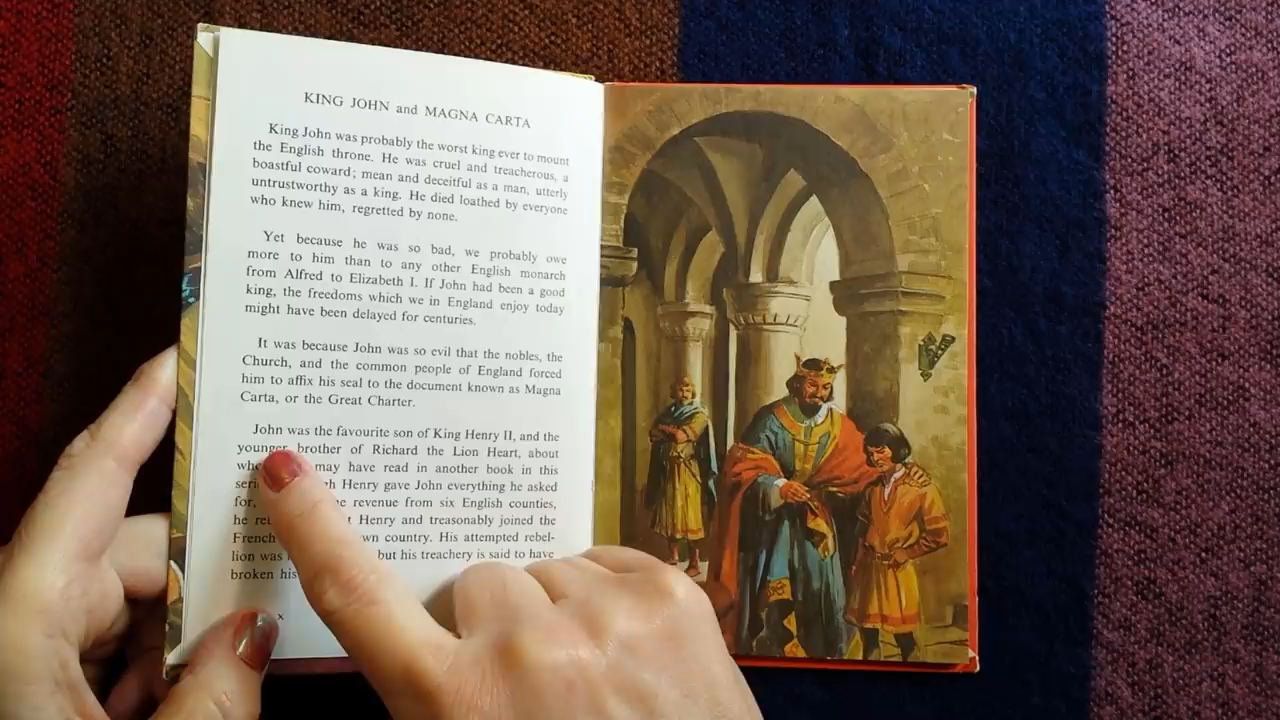 KING JOHN and MAGNA CARTA
King John was probably the worst king ever to mount
the English throne. He was cruel and treacherous, a
boastful coward; mean and deceitful as a man, utterly
untrustworthy as a king. He died loathed by everyone
who knew him, regretted by none.
Yet because he was so bad, we probably owe
more to him than to any other English monarch
from Alfred to Elizabeth I. If John had been a good
king, the freedoms which we in England enjoy today
might have been delayed for centuries.
It was because John was so evil that the nobles, the
Church, and the common people of England forced
him to affix his seal to the document known as Magna
Carta, or the Great Charter.
John was the favourite son of King Henry II, and the
younger brother of Richard the Lion Heart, about
may have read in another book in this
Henry gave John everything he asked
for, revenue from six English counties,
he Henry and treasonably joined the
French own country. His attempted rebel-
lion was but his treachery is said to have
broken his
x